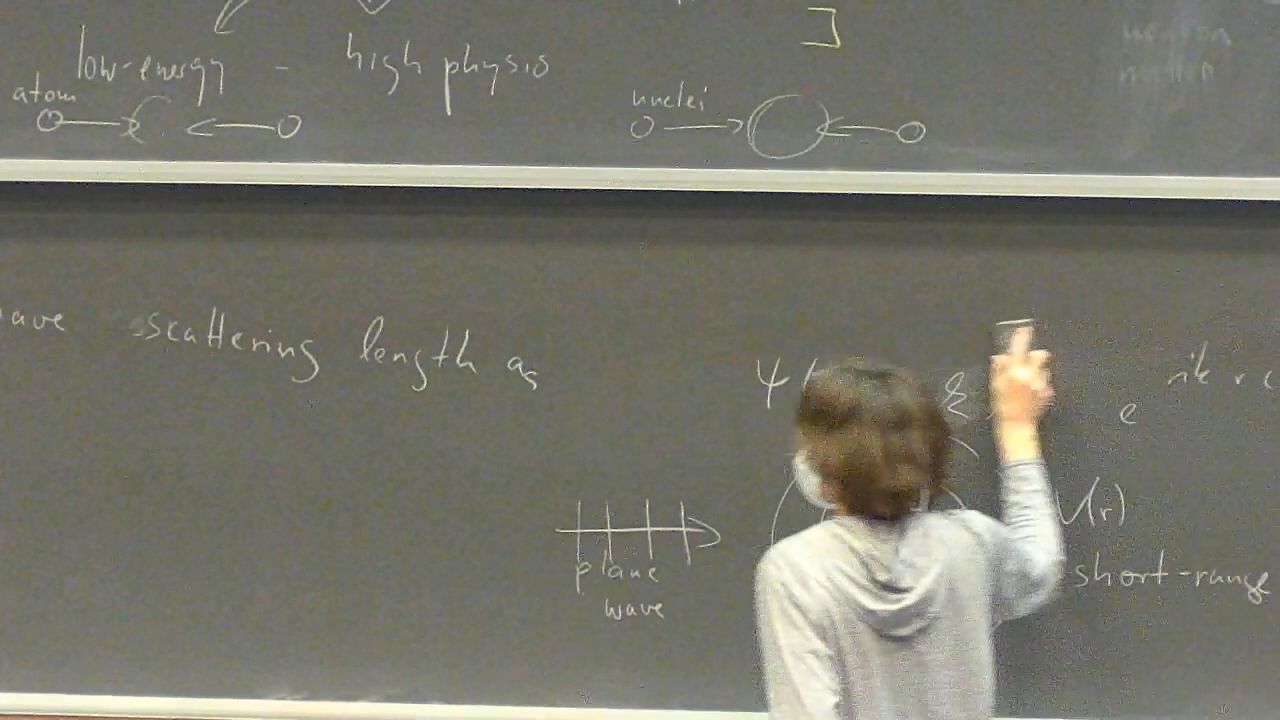 low-energy - high physis
atom
nuclei
ave scattering length as
ψ
e
V(r)
plane
wave
short-range